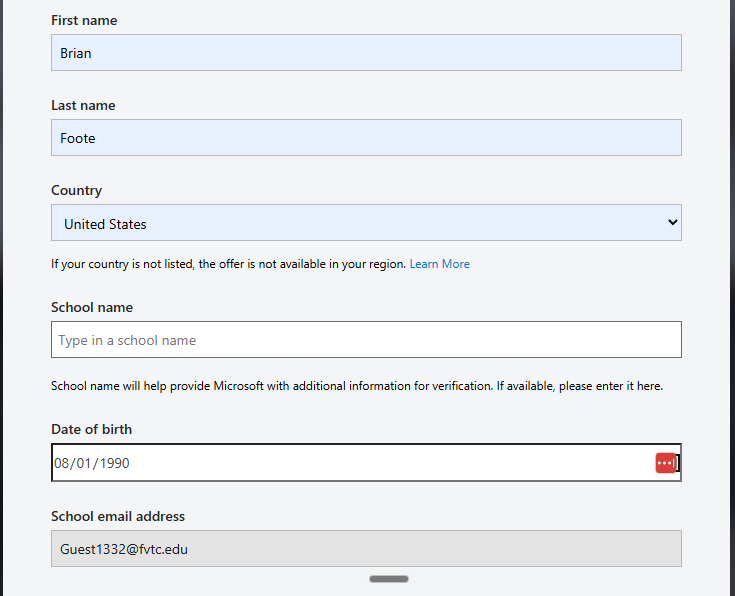 First name
Brian
Last name
Foote
Country
United States
If your country is not listed, the offer is not available in your region. Learn More
School name
Type in a school name
School name will help provide Microsoft with additional information for verification. If available, please enter it here.
Date of birth
08/01/1990
School email address
Guest1332@fvtc.edu